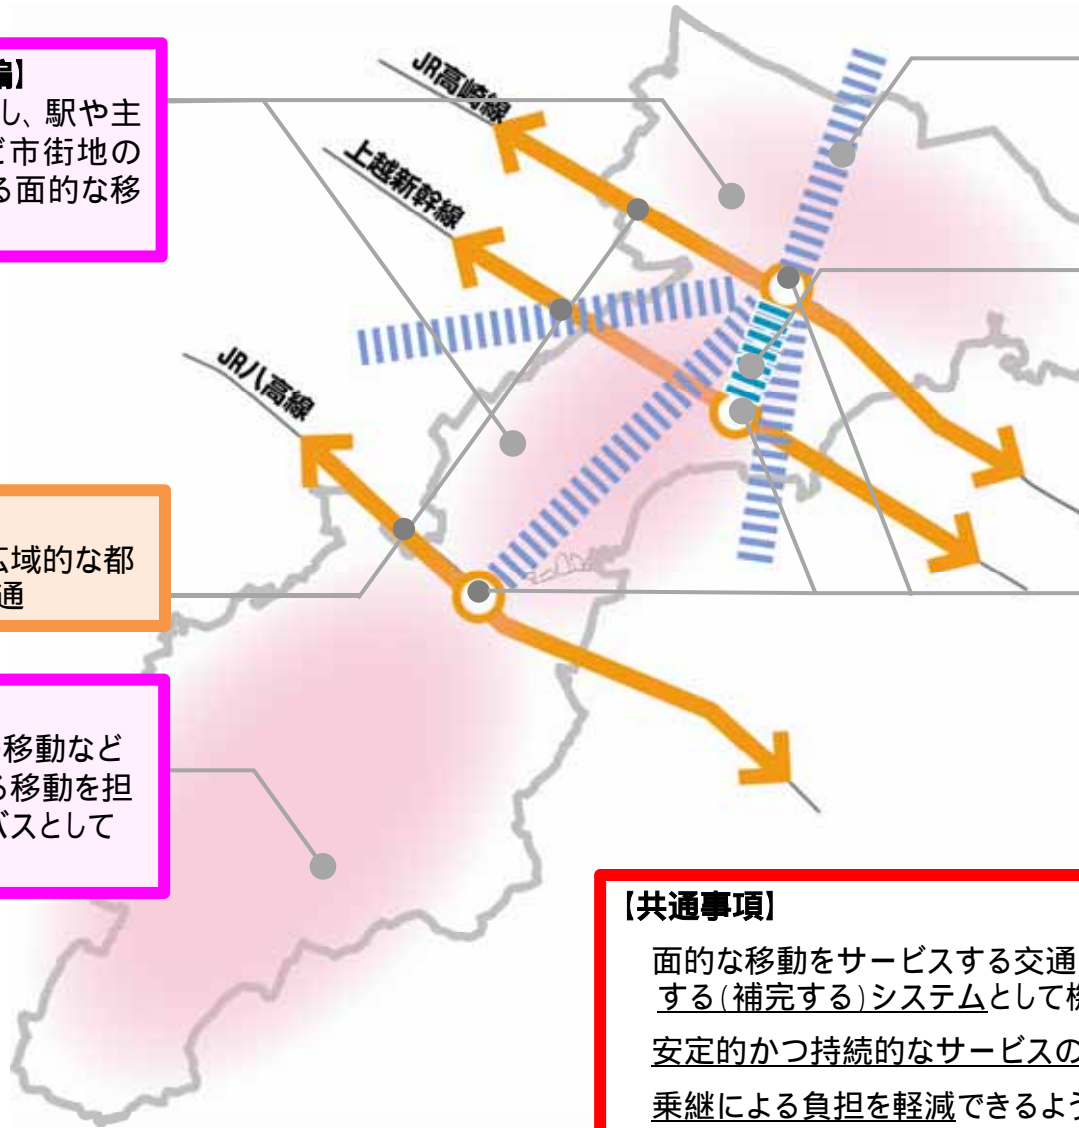 編】
し、駅や主
市街地の
る面的な移
JR高崎線
上越新幹線
JR八高線
広域的な都
通
移動など
る移動を担
バスとして
【共通事項】
面的な移動をサービスする交通
する(補完する)システムとして機
安定的かつ持続的なサービスの
乗継による負担を軽減できるよう